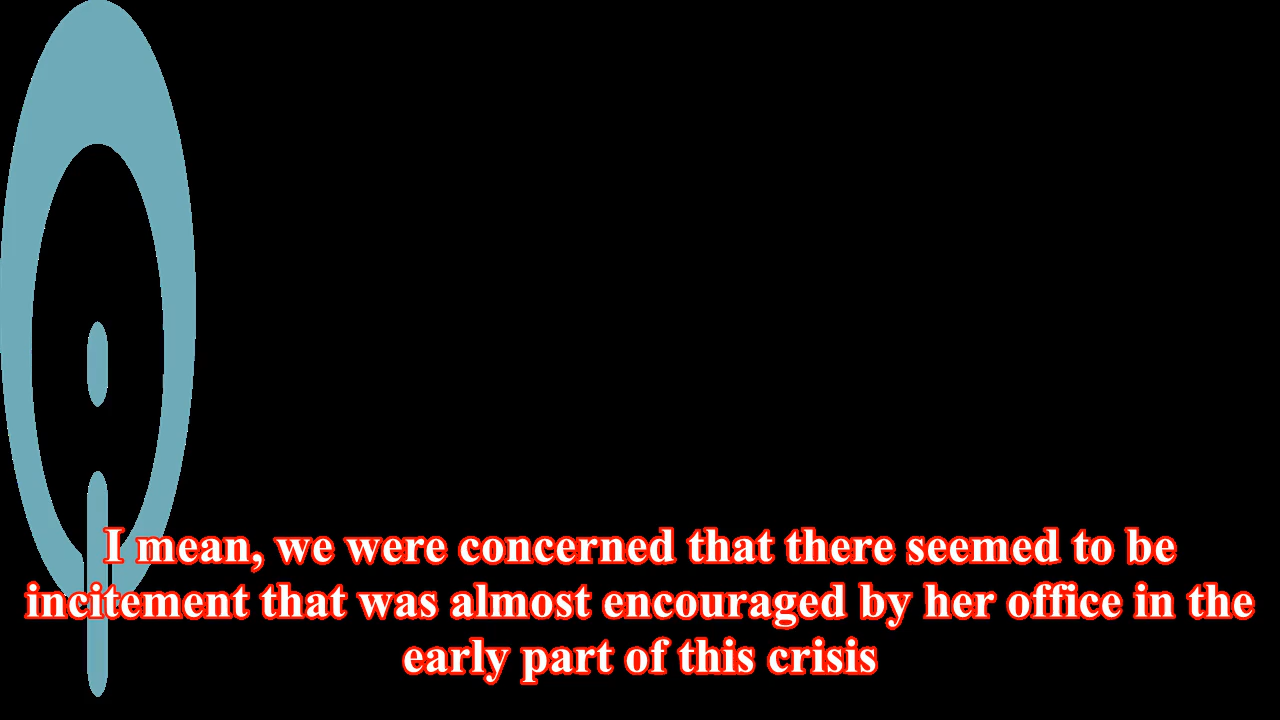 I mean, we were concerned that there seemed to be
incitement that was almost encouraged by her office in the
early part of this crisis